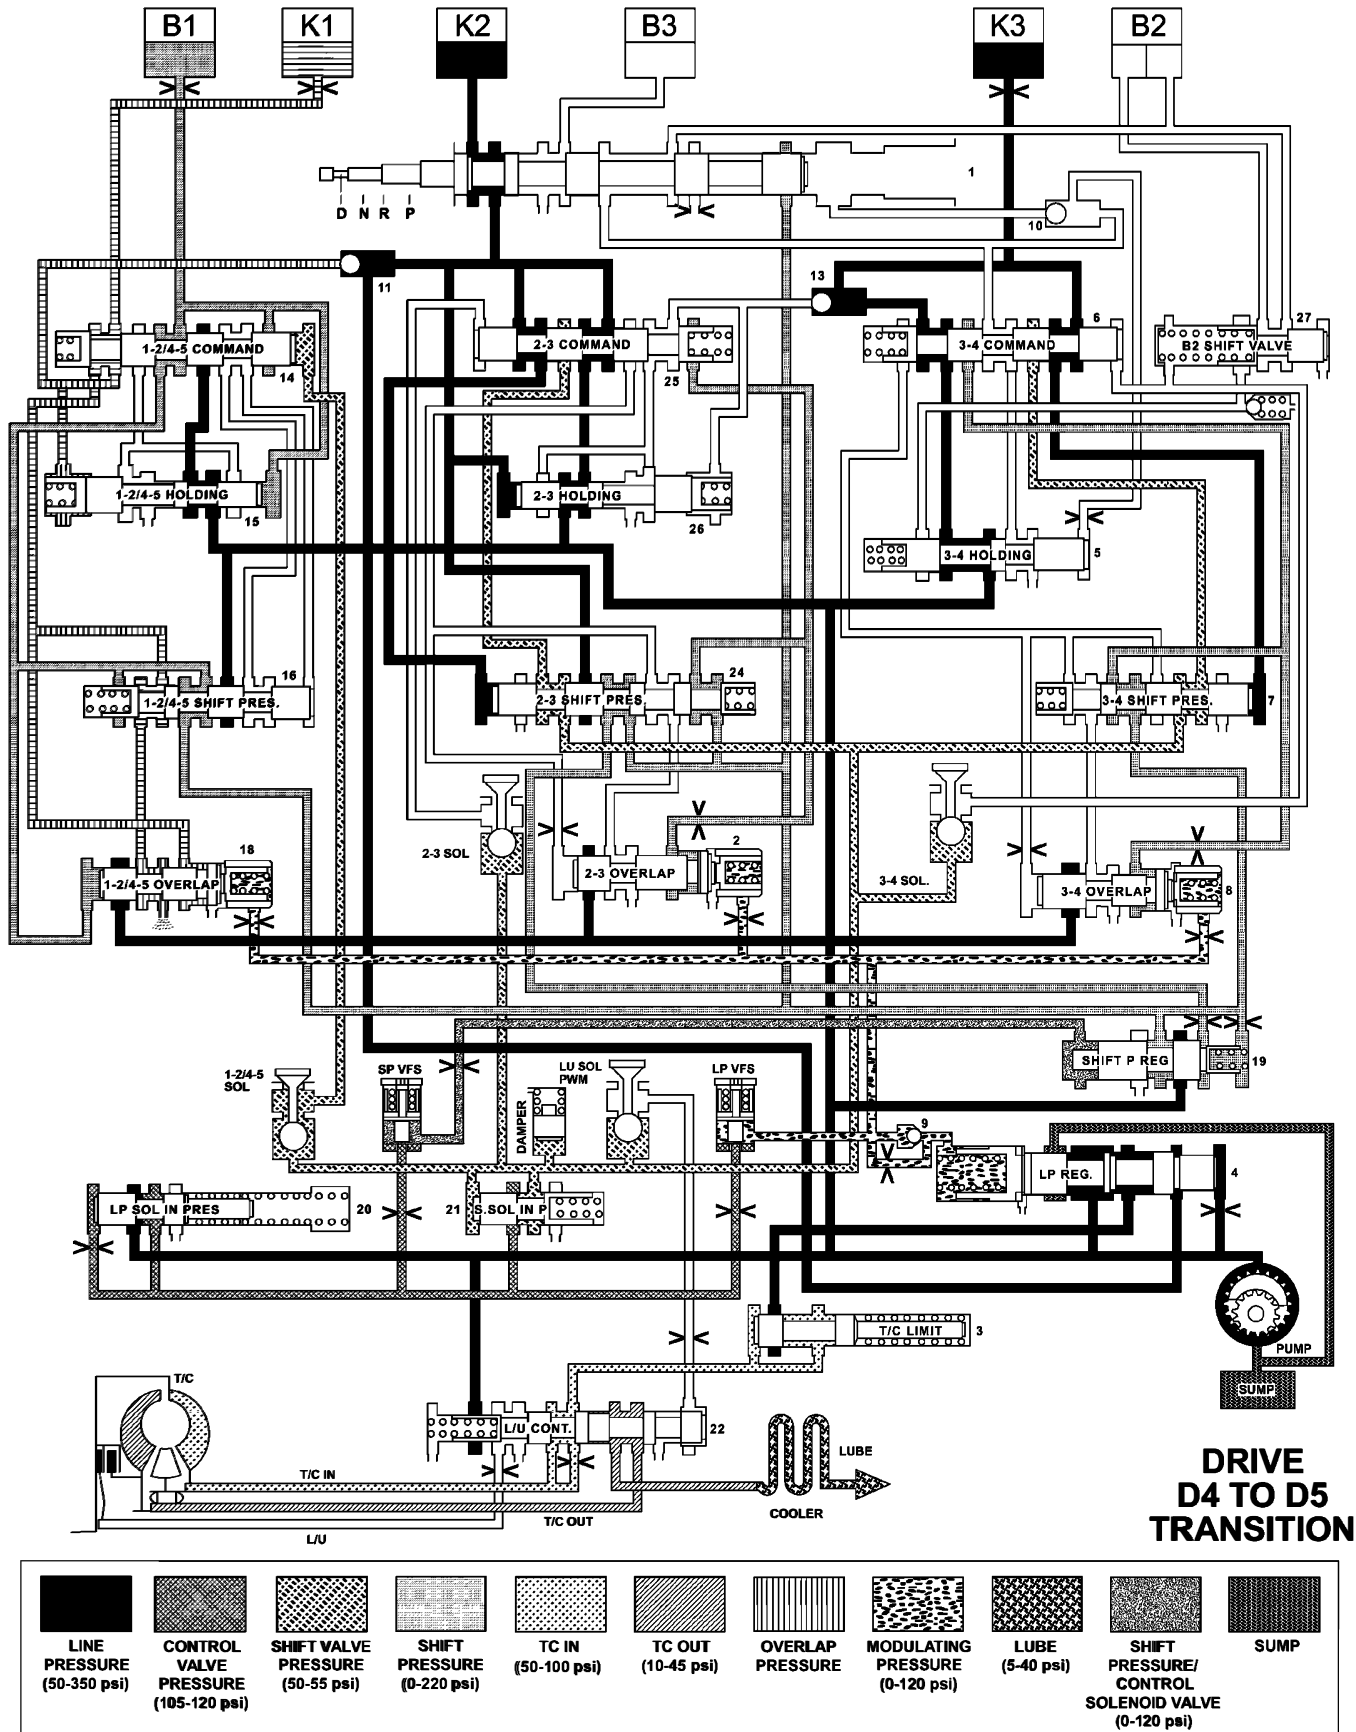 B1 K1 K2 B3 K3 B2
1
D N R P
10
11
13
6
27
1-2/4-5 COMMAND
2-3 COMMAND
3-4 COMMAND
B2 SHIFT VALVE
14
25
1-2/4-5 HOLDING
2-3 HOLDING
15
26
3-4 HOLDING
5
16
24
1-2/4-5 SHIFT PRES.
2-3 SHIFT PRES.
3-4 SHIFT PRES.
7
18
2-3 SOL
2
3-4 SOL.
1-2/4-5 OVERLAP
2-3 OVERLAP
3-4 OVERLAP
8
SHIFT P REG
19
1-2/4-5
SOL
SP VFS
LU SOL
PWM
LP VFS
DAMPER
9
LP REG.
4
LP SOL IN PRES
20
21
S.SOL IN P
T/C LIMIT
3
PUMP
SUMP
T/C
L/U CONT.
22
LUBE
T/C IN
COOLER
T/C OUT
L/U
DRIVE
D4 TO D5
TRANSITION
LINE
PRESSURE
(50-350 psi)
CONTROL
VALVE
PRESSURE
(105-120 psi)
SHIFT VALVE
PRESSURE
(50-55 psi)
SHIFT
PRESSURE
(0-220 psi)
TC IN
(50-100 psi)
TC OUT
(10-45 psi)
OVERLAP
PRESSURE
MODULATING
PRESSURE
(0-120 psi)
LUBE
(5-40 psi)
SHIFT
PRESSURE/
CONTROL
SOLENOID VALVE
(0-120 psi)
SUMP